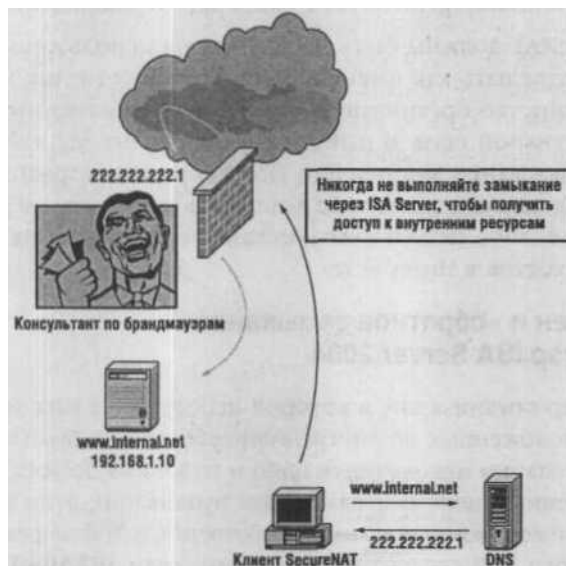 222.222.222.1
Никогда не выполняйте замыкание
через ISA Server, чтобы получить
доступ к внутренним ресурсам
Консультант по брандмауэрам
www.internal.net
192.168.1.10
www.internal.net
222.222.222.1
Клиент SecureNAT
DNS